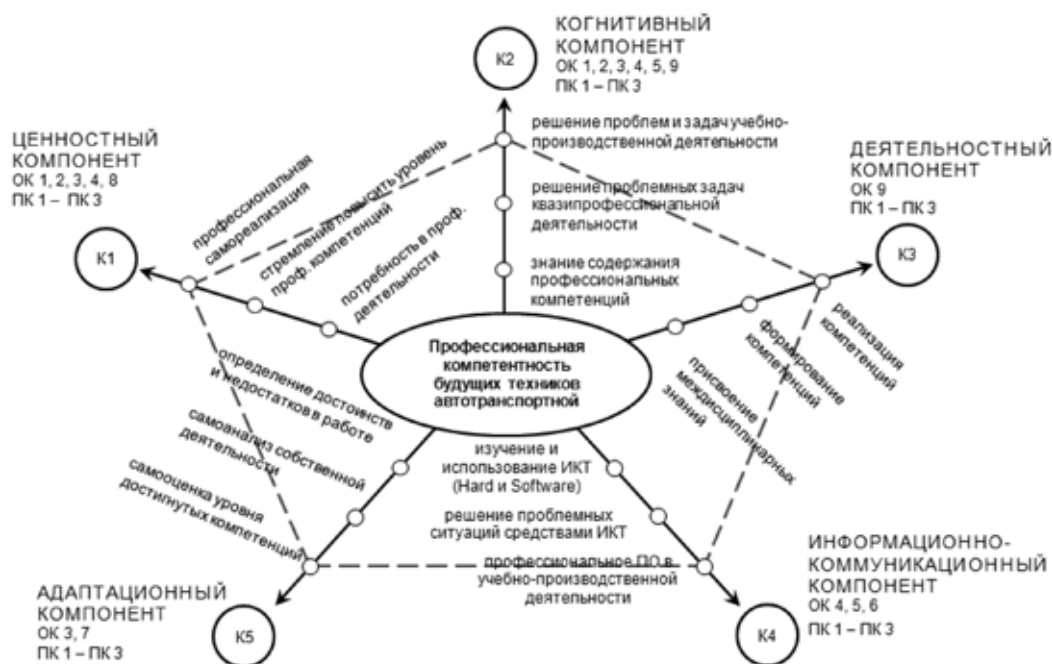 КОГНИТИВНЫЙ
КОМПОНЕНТ
ОК 1, 2, 3, 4, 5, 9
ПК 1 – ПК 3
К2
ЦЕННОСТНЫЙ
КОМПОНЕНТ
ОК 1, 2, 3, 4, 8
ПК 1 – ПК 3
К1
ДЕЯТЕЛЬНОСТНЫЙ
КОМПОНЕНТ
ОК 9
ПК 1 – ПК 3
К3
профессиональная
самореализация
стремление повысить уровень
проф. компетенций
потребность в проф.
деятельности
решение проблем и задач учебно-
производственной деятельности
решение проблемных задач
квазипрофессиональной
деятельности
знание содержания
профессиональных
компетенций
реализация
компетенций
формирование
компетенций
присвоение
междисциплинарных
знаний
Профессиональная
компетентность
будущих техников
автотранспортной
определение достоинств
и недостатков в работе
самоанализ собственной
деятельности
самооценка уровня
достигнутых компетенций
изучение и
использование ИКТ
(Hard и Software)
решение проблемных
ситуаций средствами ИКТ
профессиональное ПО в
учебно-производственной
деятельности
АДАПТАЦИОННЫЙ
КОМПОНЕНТ
ОК 3, 7
ПК 1 – ПК 3
К5
К4
ИНФОРМАЦИОННО-
КОММУНИКАЦИОННЫЙ
КОМПОНЕНТ
ОК 4, 5, 6
ПК 1 – ПК 3